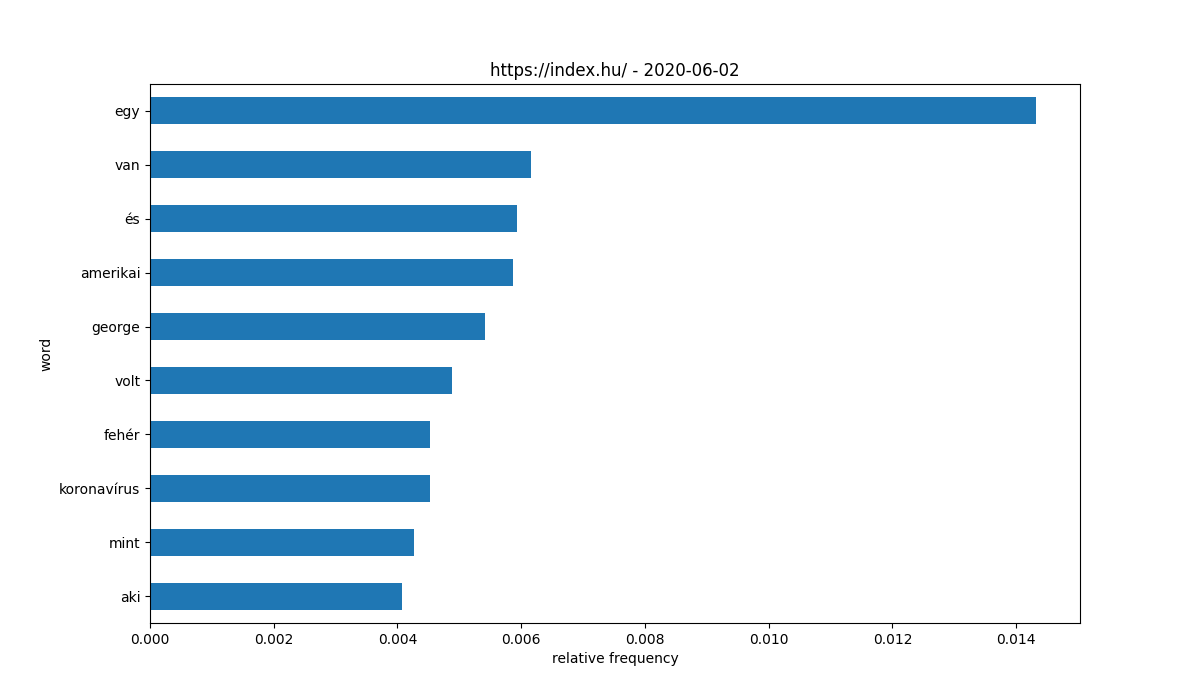 https://index.hu/ - 2020-06-02
egy
van
és
amerikai
george
volt
fehér
koronavírus
mint
aki
word
0.000 0.002 0.004 0.006 0.008 0.010 0.012 0.014
relative frequency